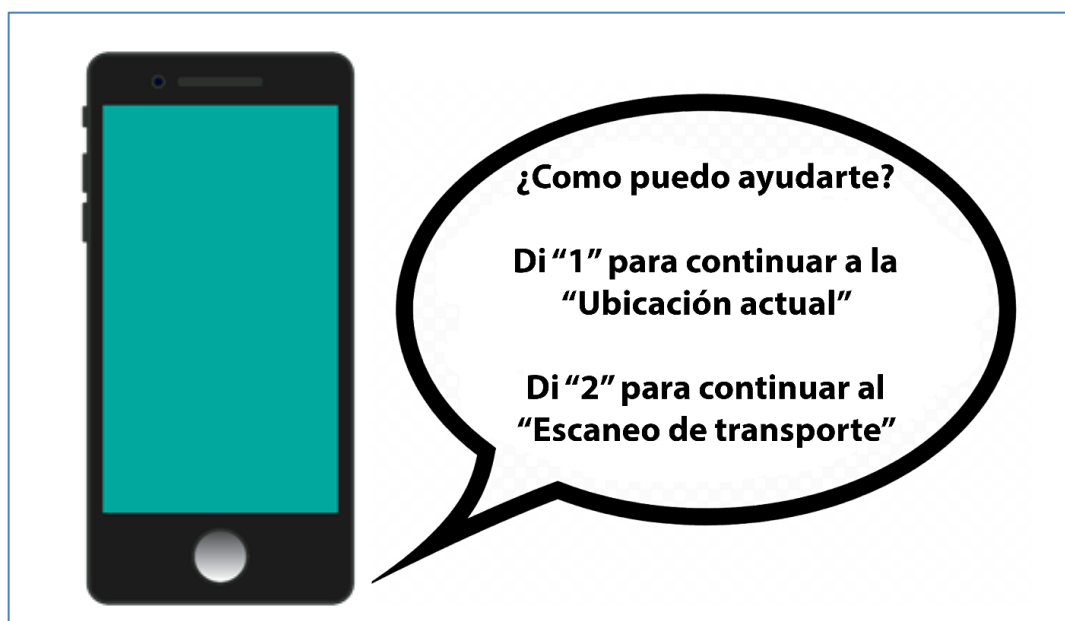 ¿Como puedo ayudarte?
Di “1” para continuar a la
“Ubicación actual”
Di “2” para continuar al
“Escaneo de transporte”